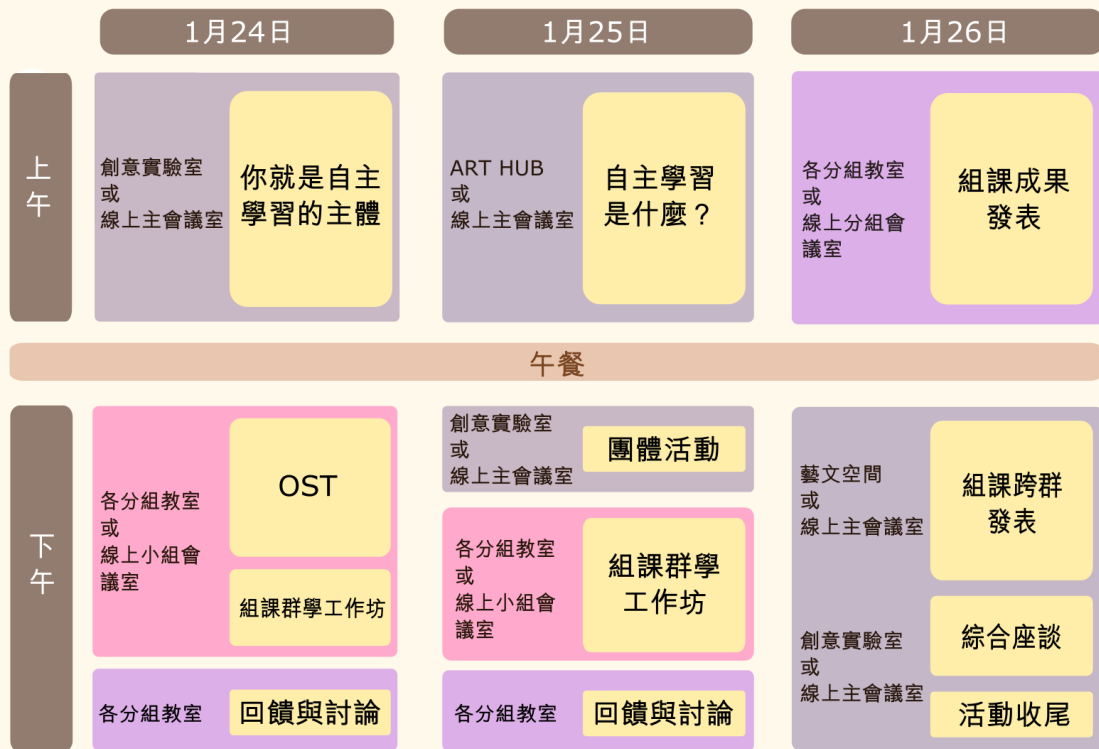 1月24日
1月25日
1月26日
上
午
創意實驗室
或
線上主會議室
你就是自主
學習的主體
ART HUB
或
線上主會議室
自主學習
是什麼？
各分組教室
或
線上分組會
議室
組課成果
發表
午餐
下
午
各分組教室
或
線上小組會
議室
OST
組課群學工作坊
各分組教室
回饋與討論
創意實驗室
或
線上主會議室
團體活動
各分組教室
或
線上小組會
議室
組課群學
工作坊
各分組教室
回饋與討論
藝文空間
或
線上主會議室
組課跨群
發表
創意實驗室
或
線上主會議室
綜合座談
活動收尾